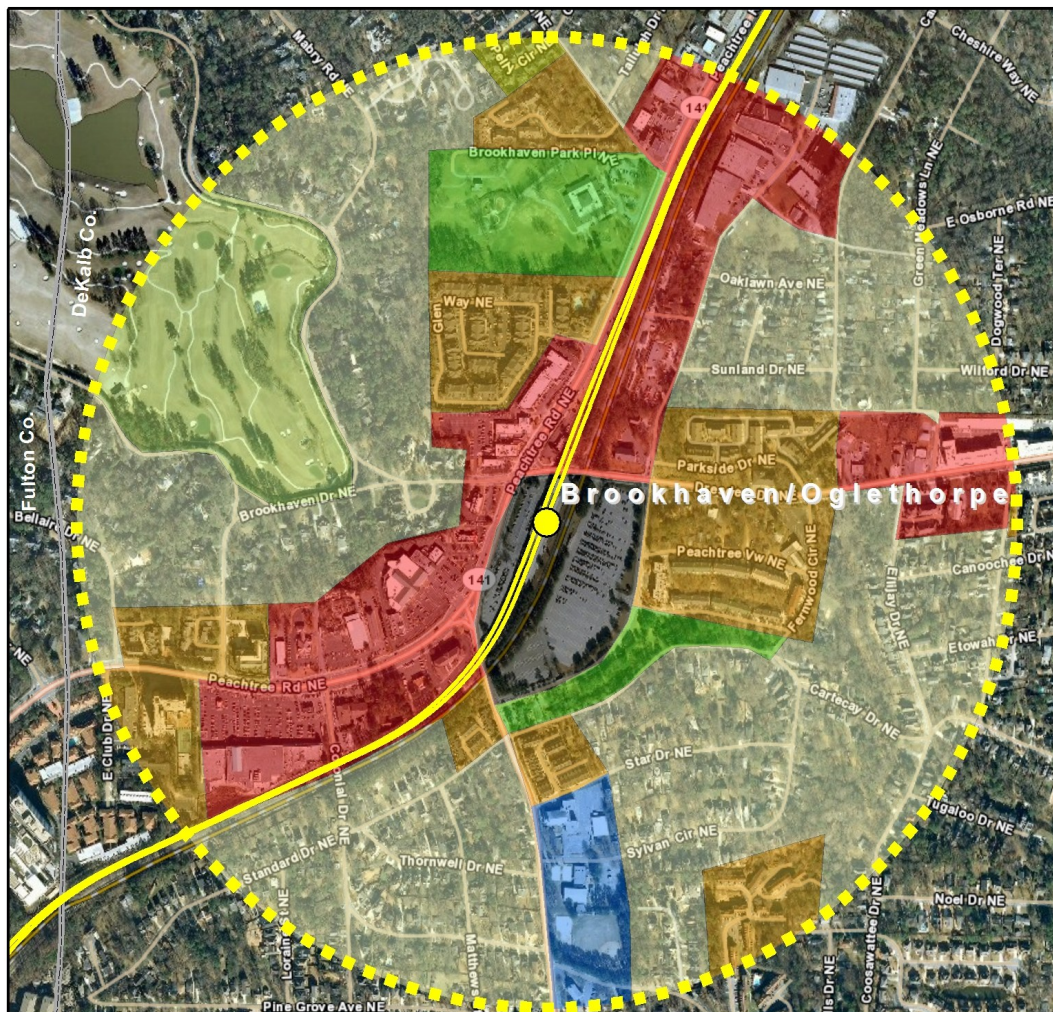 Mabry Rd
Pelly Cir NE
Peachtree
Cheshire Way NE
141
Brookhaven Park Pl NE
Green Meadows Ln NE
E Osborne Rd NE
DeKalb Co.
Dogwood Ter NE
Oaklawn Ave NE
Glen
Way NE
Sunland Dr NE
Wilford Dr NE
Peachtree Rd NE
Fulton Co.
Parkside Dr NE
Brookhaven/Oglethorpe
Brookhaven Dr NE
Bellaire Dr NE
Peachtree Vw NE
Fernwood Cir NE
Canoochee Dr N
141
Ellijay Dr NE
Peachtree Rd NE
Cartecay Dr NE
E Club Dr NE
Star Dr NE
Colonial Dr NE
Tugaloo Dr NE
Standard Dr NE
Thornwell Dr NE
Sylvan Cir NE
Noel Dr NE
Coosawattee Dr NE
Matthews
lls Dr NE
Pine Grove Ave NE